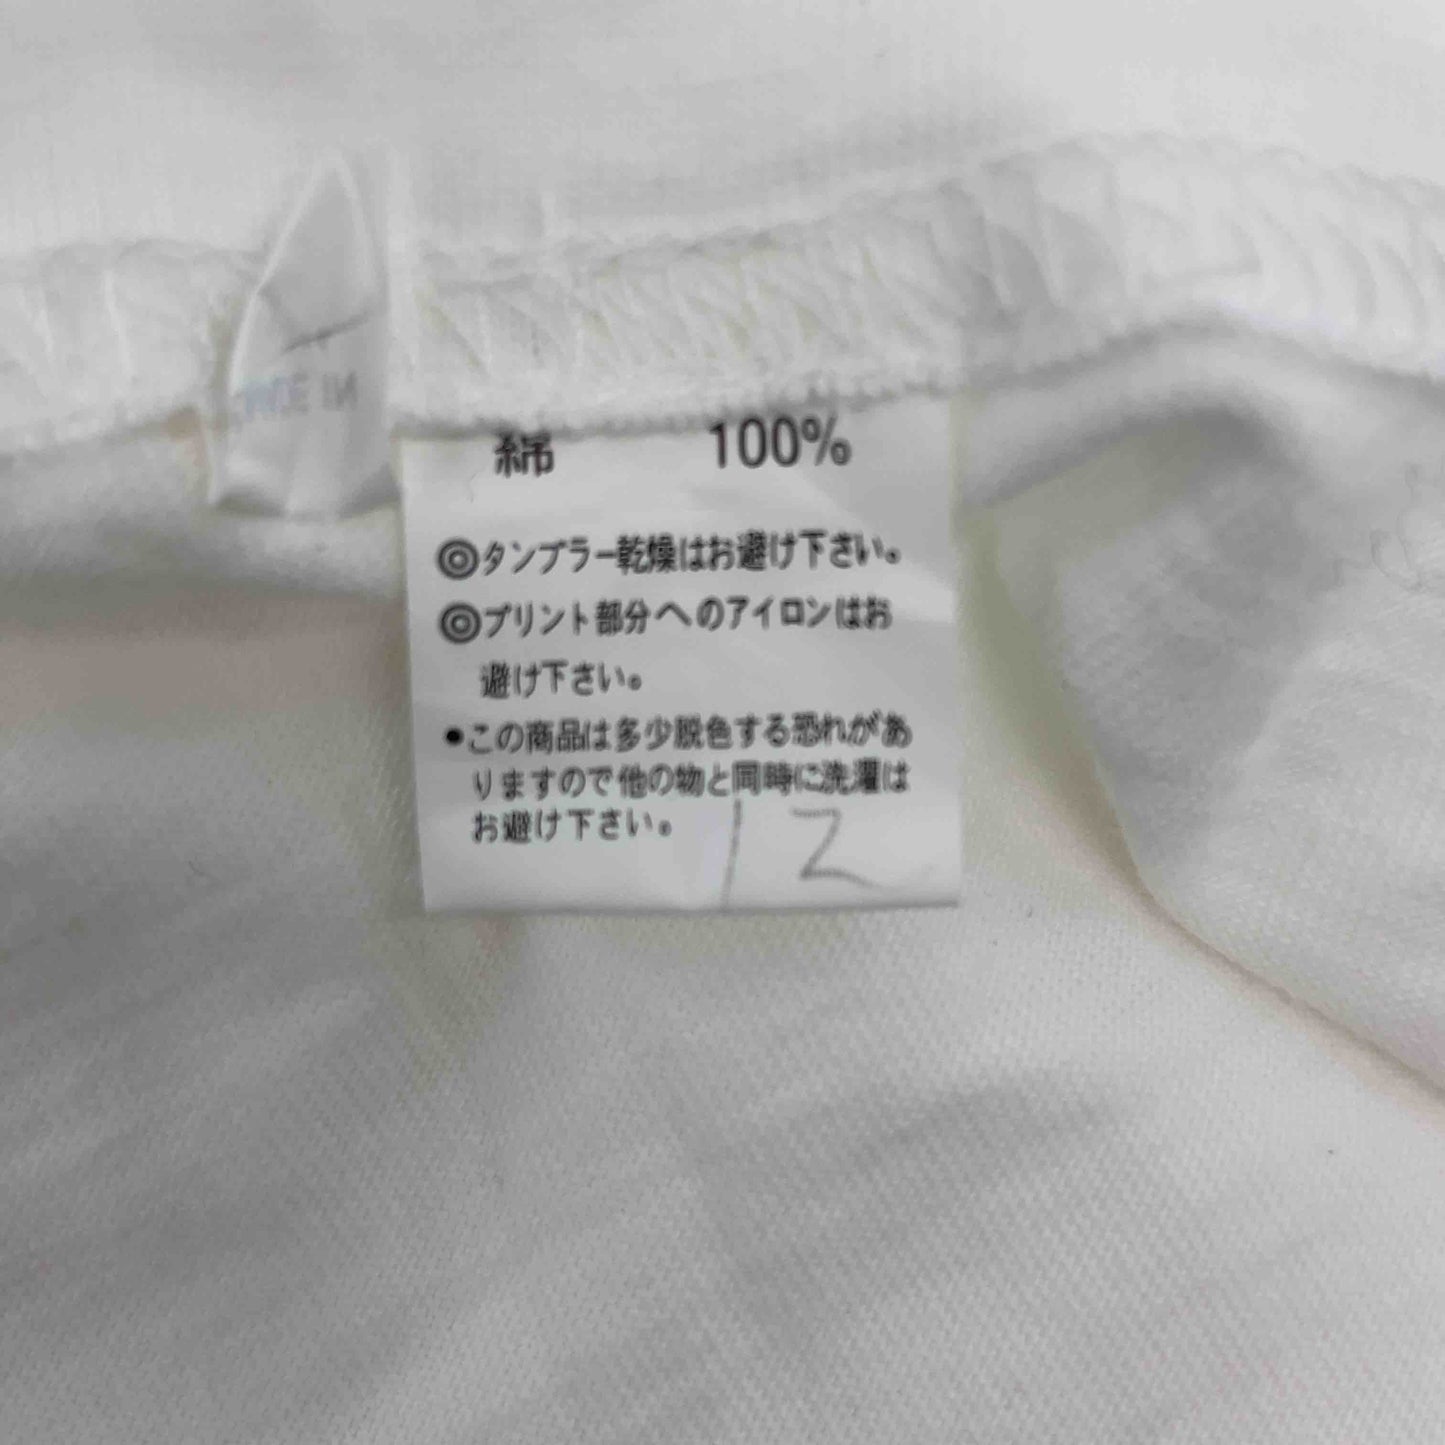 綿 100%
◎タンブラー乾燥はお避け下さい。
◎プリント部分へのアイロンはお
避け下さい。
●この商品は多少脱色する恐れがあ
りますので他の物と同時に洗濯は
お避け下さい。
12
E IN